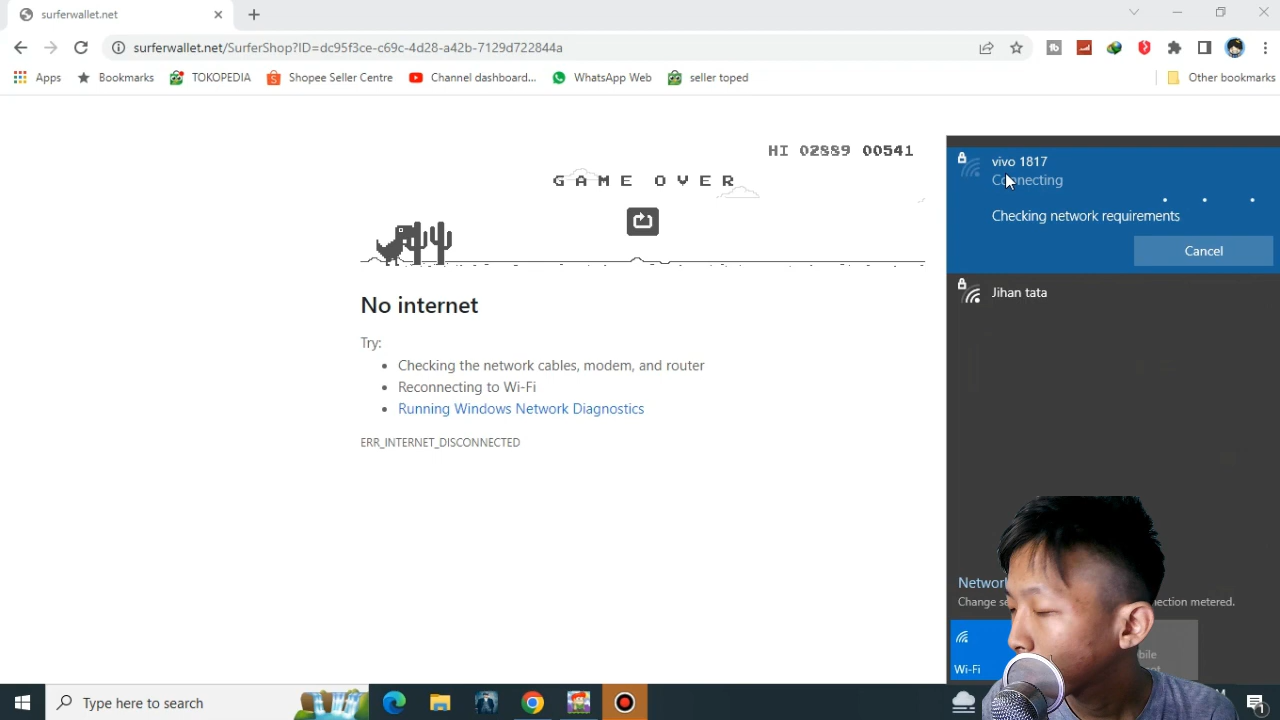 surferwallet.net
surferwallet.net/SurferShop?ID=dc95f3ce-c69c-4d28-a42b-7129d722844a
Apps Bookmarks TOKOPEDIA Shopee Seller Centre Channel dashboard... WhatsApp Web seller toped Other bookmarks
HI 02889 00541
GAME OVER
No internet
Try:
Checking the network cables, modem, and router
Reconnecting to Wi-Fi
Running Windows Network Diagnostics
ERR_INTERNET_DISCONNECTED
vivo 1817
Connecting
Checking network requirements
Cancel
Jihan tata
Change metered.
Wi-Fi
Type here to search
1